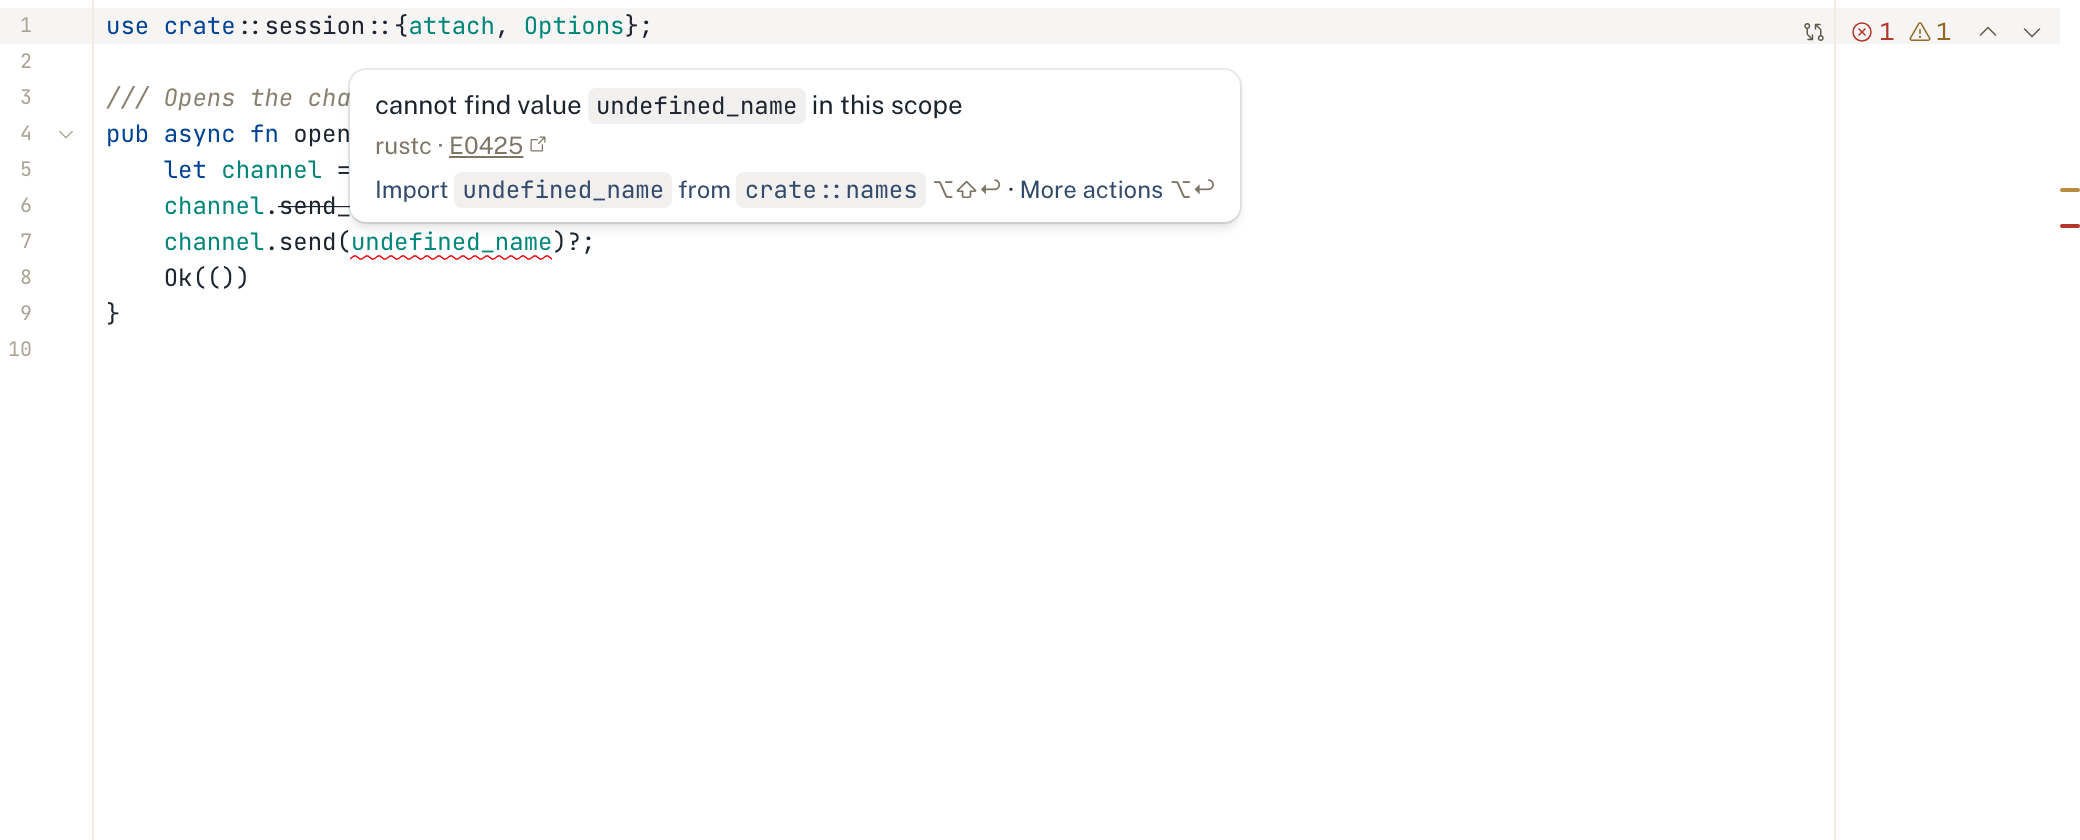 1 use crate::session::{attach, Options}; 1 1
2
3 /// Opens the cha
cannot find value undefined_name in this scope
4 pub async fn open
rustc · E0425
5 let channel =
Import undefined_name from crate::names ⌥⇧↩ · More actions ⌥↩
6 channel.send_
7 channel.send(undefined_name)?;
8 Ok(())
9 }
10